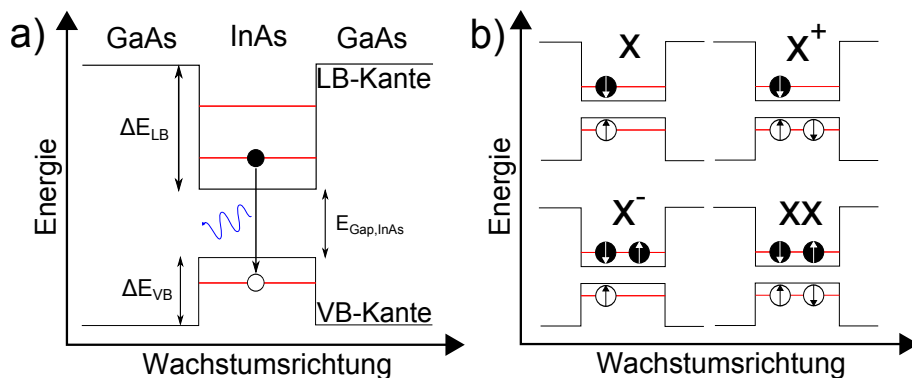 a)
GaAs InAs GaAs
LB-Kante
ΔE_LB
E_Gap,InAs
ΔE_VB
VB-Kante
Energie
Wachstumsrichtung
b)
X X⁺
X⁻ XX
Energie
Wachstumsrichtung